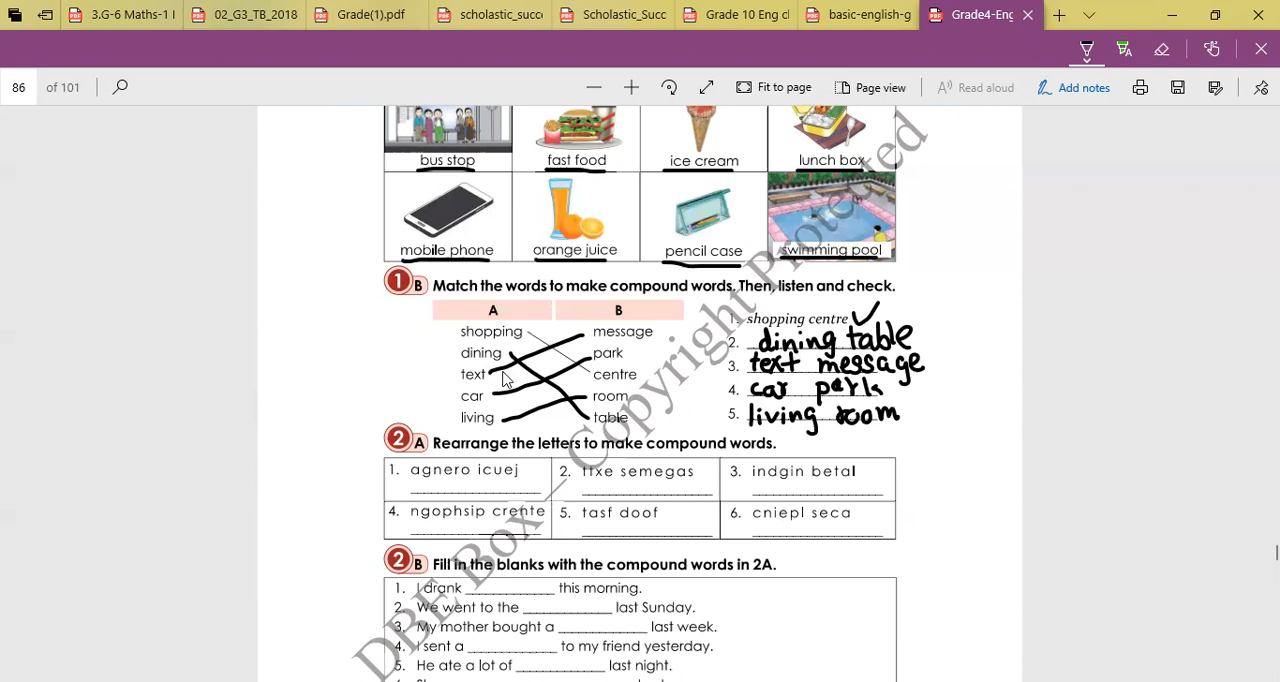 3.G-6 Maths-1 I
02_G3_TB_2018
Grade(1).pdf
scholastic_succe
Scholastic_Succ
Grade 10 Eng cl
basic-english-g
Grade4-Eng
86 of 101
Fit to page
Page view
Read aloud
Add notes
bus stop
fast food
ice cream
lunch box
mobile phone
orange juice
pencil case
swimming pool
1 B Match the words to make compound words. Then, listen and check.
A B
shopping message
dining park
text centre
car room
living table
1. shopping centre
2. dining table
3. text message
4. car park
5. living room
2 A Rearrange the letters to make compound words.
1. agnero icuej
2. ttxe semegas
3. indgin betal
4. ngophsip crente
5. tasf doof
6. cniepl seca
2 B Fill in the blanks with the compound words in 2A.
1. I drank ____________ this morning.
2. We went to the ____________ last Sunday.
3. My mother bought a ____________ last week.
4. I sent a ____________ to my friend yesterday.
5. He ate a lot of ____________ last night.
DBE Box – Copyright Protected